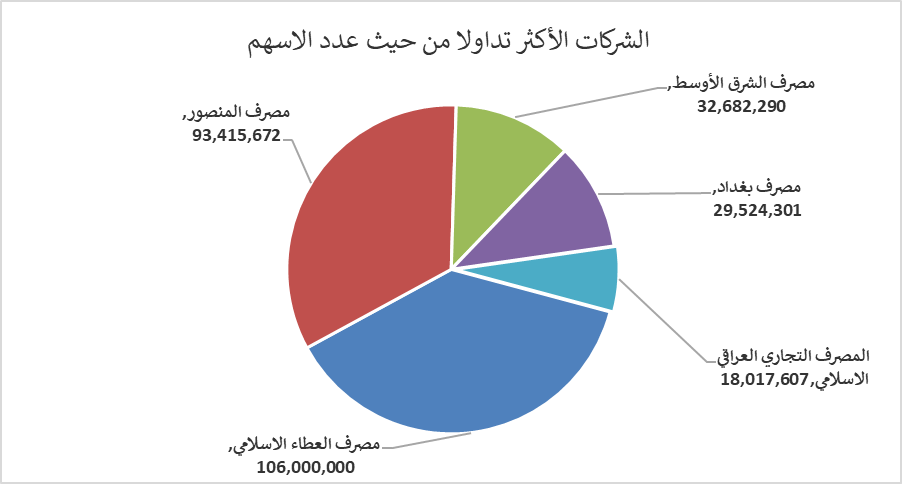 الشركات الأكثر تداولا من حيث عدد الاسهم
مصرف الشرق الأوسط,
32,682,290
مصرف المنصور,
93,415,672
مصرف بغداد,
29,524,301
المصرف التجاري العراقي
الاسلامي, 18,017,607
مصرف العطاء الاسلامي,
106,000,000